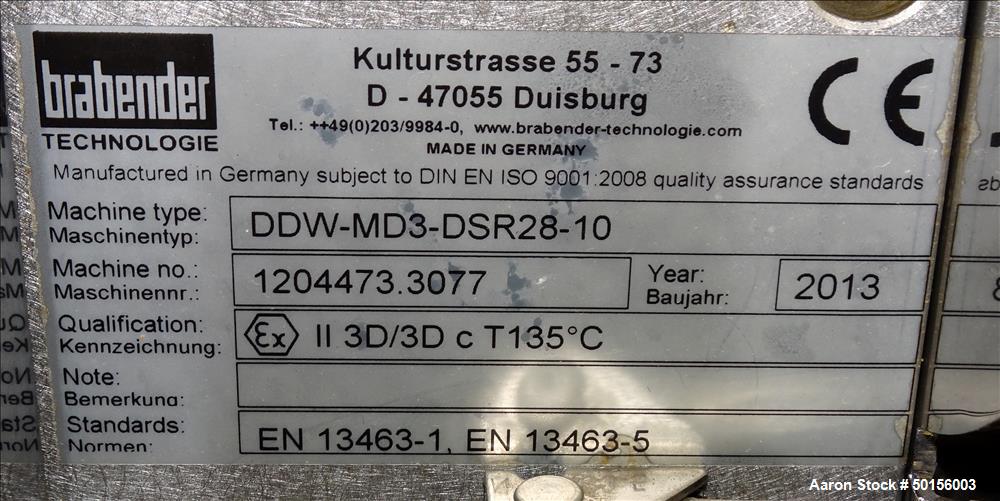 brabender
TECHNOLOGIE
Kulturstrasse 55 - 73
D - 47055 Duisburg
Tel.: ++49(0)203/9984-0, www.brabender-technologie.com
MADE IN GERMANY
CE
Manufactured in Germany subject to DIN EN ISO 9001:2008 quality assurance standards
Machine type: DDW-MD3-DSR28-10
Maschinentyp:
Machine no.: 1204473.3077 Year: 2013
Maschinennr.: Baujahr:
Qualification: Ex II 3D/3D c T135°C
Kennzeichnung:
Note:
Bemerkung:
Standards: EN 13463-1, EN 13463-5
Normen:
Aaron Stock # 50156003